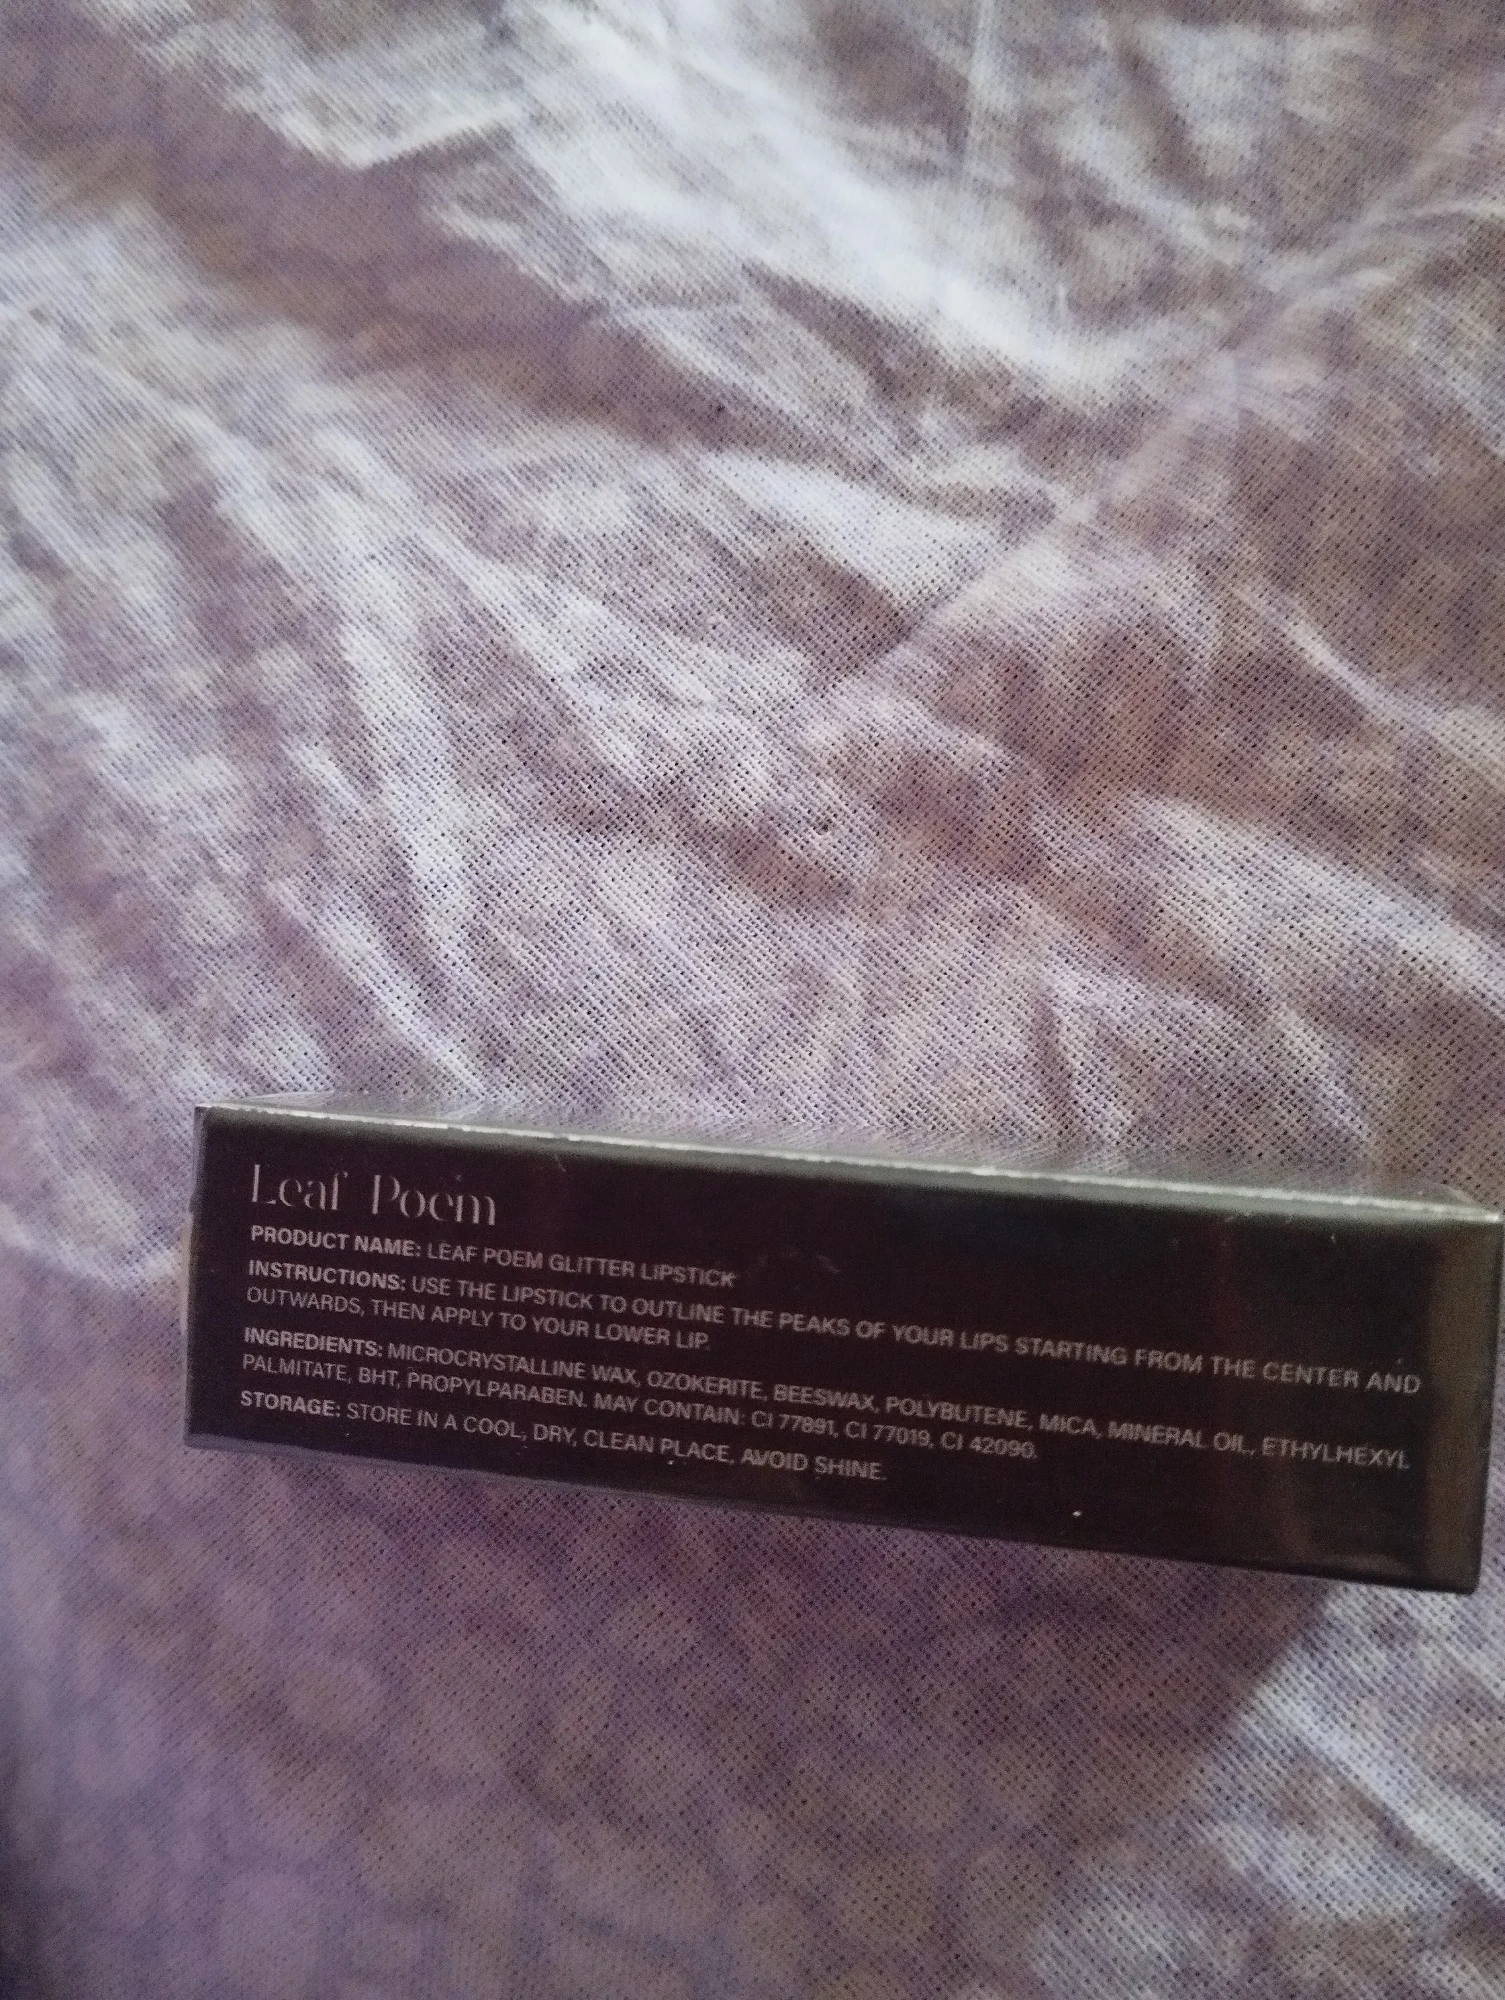 Leaf Poem
PRODUCT NAME: LEAF POEM GLITTER LIPSTICK
INSTRUCTIONS: USE THE LIPSTICK TO OUTLINE THE PEAKS OF YOUR LIPS STARTING FROM THE CENTER AND
OUTWARDS, THEN APPLY TO YOUR LOWER LIP.
INGREDIENTS: MICROCRYSTALLINE WAX, OZOKERITE, BEESWAX, POLYBUTENE, MICA, MINERAL OIL, ETHYLHEXYL
PALMITATE, BHT, PROPYLPARABEN. MAY CONTAIN: CI 77891, CI 77019, CI 42090.
STORAGE: STORE IN A COOL, DRY, CLEAN PLACE, AVOID SHINE.